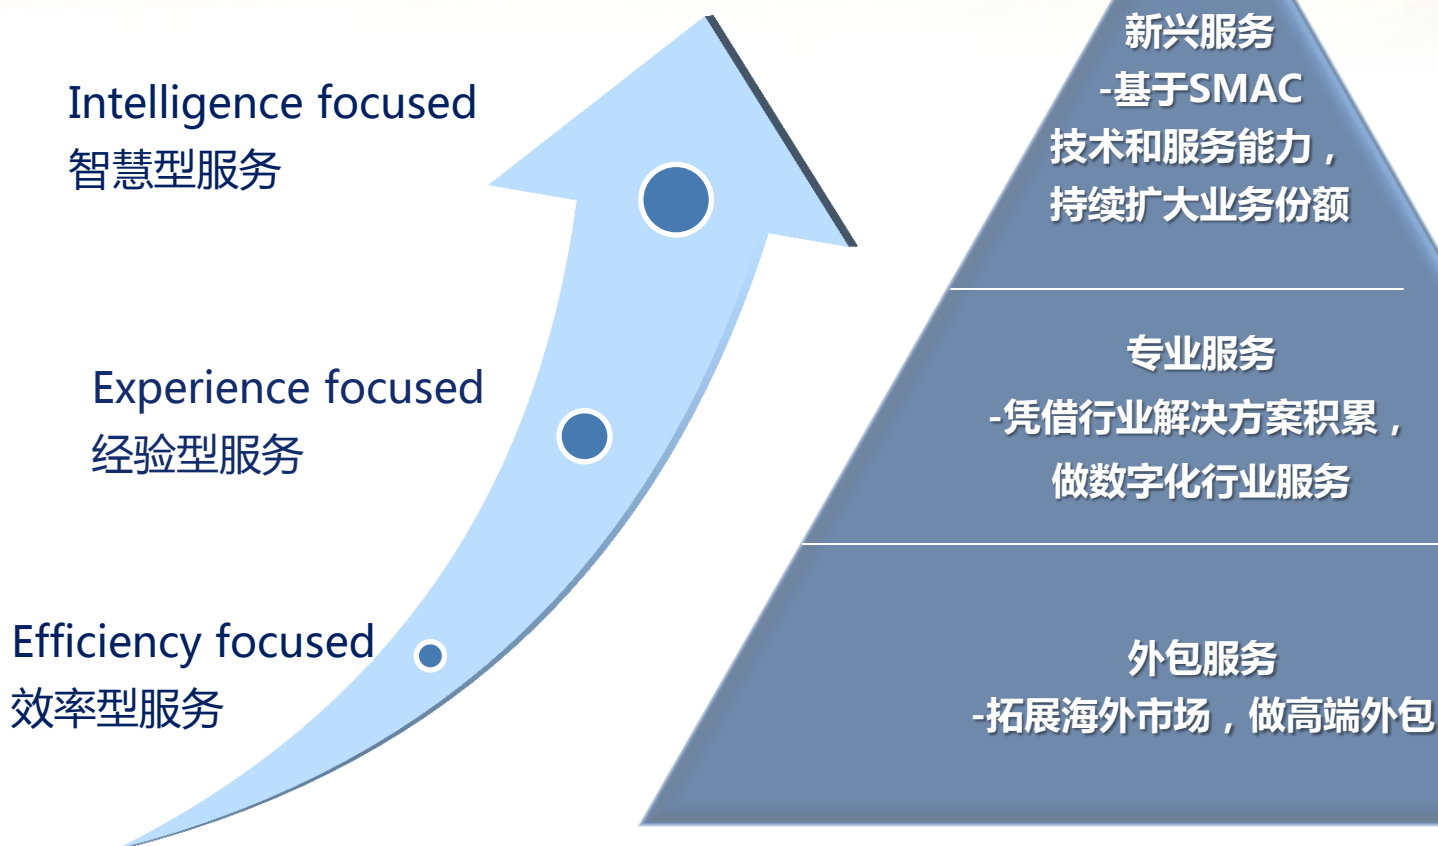 Intelligence focused
智慧型服务
Experience focused
经验型服务
Efficiency focused
效率型服务
新兴服务
-基于SMAC
技术和服务能力，
持续扩大业务份额
专业服务
-凭借行业解决方案积累，
做数字化行业服务
外包服务
-拓展海外市场，做高端外包